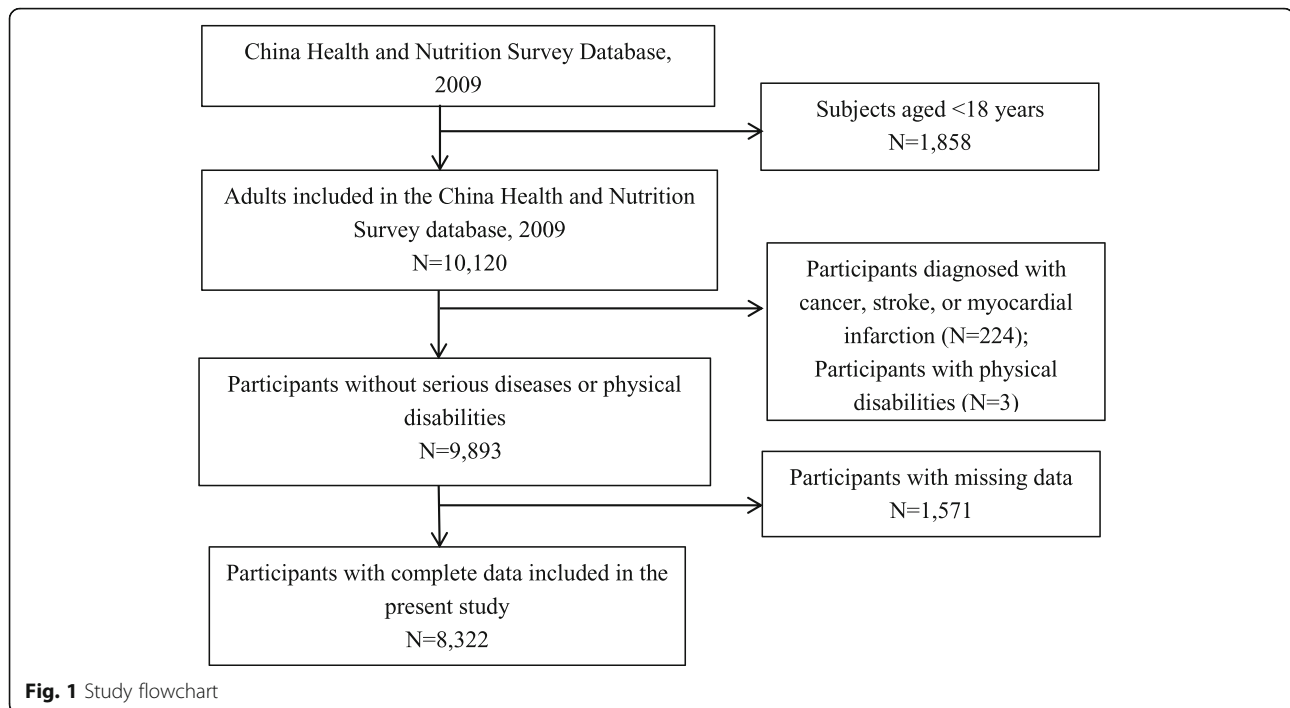 China Health and Nutrition Survey Database,
2009
Subjects aged <18 years
N=1,858
Adults included in the China Health and Nutrition
Survey database, 2009
N=10,120
Participants diagnosed with
cancer, stroke, or myocardial
infarction (N=224);
Participants with physical
disabilities (N=3)
Participants without serious diseases or physical
disabilities
N=9,893
Participants with missing data
N=1,571
Participants with complete data included in the
present study
N=8,322
Fig. 1 Study flowchart